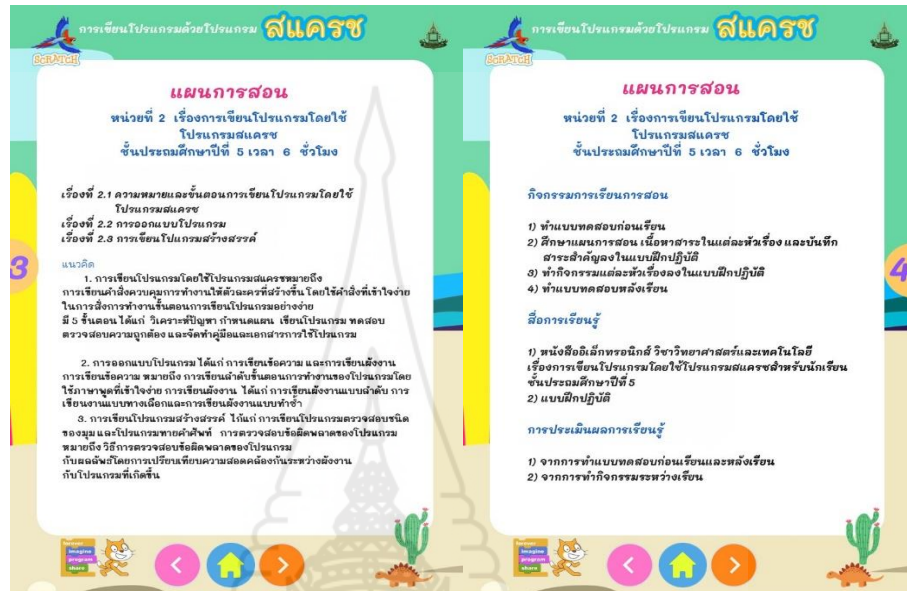 การเขียนโปรแกรมด้วยโปรแกรม สแครช
SCRATCH
แผนการสอน
หน่วยที่ 2 เรื่องการเขียนโปรแกรมโดยใช้
โปรแกรมสแครช
ชั้นประถมศึกษาปีที่ 5 เวลา 6 ชั่วโมง
เรื่องที่ 2.1 ความหมายและขั้นตอนการเขียนโปรแกรมโดยใช้
โปรแกรมสแครช
เรื่องที่ 2.2 การออกแบบโปรแกรม
เรื่องที่ 2.3 การเขียนโปแกรมสร้างสรรค์
แนวคิด
1. การเขียนโปรแกรมโดยใช้โปรแกรมสแครชหมายถึง
การเขียนคำสั่งควบคุมการทำงานให้ตัวละครที่สร้างขึ้น โดยใช้คำสั่งที่เข้าใจง่าย
ในการสั่งการทำงานขั้นตอนการเขียนโปรแกรมอย่างง่าย
มี 5 ขั้นตอน ได้แก่ วิเคราะห์ปัญหา กำหนดแผน เขียนโปรแกรม ทดสอบ
ตรวจสอบความถูกต้อง และจัดทำคู่มือและเอกสารการใช้โปรแกรม
2. การออกแบบโปรแกรม ได้แก่ การเขียนข้อความ และการเขียนผังงาน
การเขียนข้อความ หมายถึง การเขียนลำดับขั้นตอนการทำงานของโปรแกรมโดย
ใช้ภาษาพูดที่เข้าใจง่าย การเขียนผังงาน ได้แก่ การเขียนผังงานแบบลำดับ การ
เขียนงานแบบทางเลือกและการเขียนผังงานแบบทำซ้ำ
3. การเขียนโปรแกรมสร้างสรรค์ ไก้แก่ การเขียนโปรแกรมตรวจสอบชนิด
ของมุม และโปรแกรมทายคำศัพท์ การตรวจสอบข้อผิดพลาดของโปรแกรม
หมายถึง วิธีการตรวจสอบข้อผิดพลาดของโปรแกรม
กับผลลัพธ์โดยการเปรียบเทียบความสอดคล้องกันระหว่างผังงาน
กับโปรแกรมที่เกิดขึ้น
3
forever
imagine
program
share
การเขียนโปรแกรมด้วยโปรแกรม สแครช
SCRATCH
แผนการสอน
หน่วยที่ 2 เรื่องการเขียนโปรแกรมโดยใช้
โปรแกรมสแครช
ชั้นประถมศึกษาปีที่ 5 เวลา 6 ชั่วโมง
กิจกรรมการเรียนการสอน
1) ทำแบบทดสอบก่อนเรียน
2) ศึกษาแผนการสอน เนื้อหาสาระในแต่ละหัวเรื่อง และบันทึก
สาระสำคัญลงในแบบฝึกปฏิบัติ
3) ทำกิจกรรมแต่ละหัวเรื่องลงในแบบฝึกปฏิบัติ
4) ทำแบบทดสอบหลังเรียน
สื่อการเรียนรู้
1) หนังสืออิเล็กทรอนิกส์ วิชาวิทยาศาสตร์และเทคโนโลยี
เรื่องการเขียนโปรแกรมโดยใช้โปรแกรมสแครชสำหรับนักเรียน
ชั้นประถมศึกษาปีที่ 5
2) แบบฝึกปฏิบัติ
การประเมินผลการเรียนรู้
1) จากการทำแบบทดสอบก่อนเรียนและหลังเรียน
2) จากการทำกิจกรรมระหว่างเรียน
4
forever
imagine
program
share